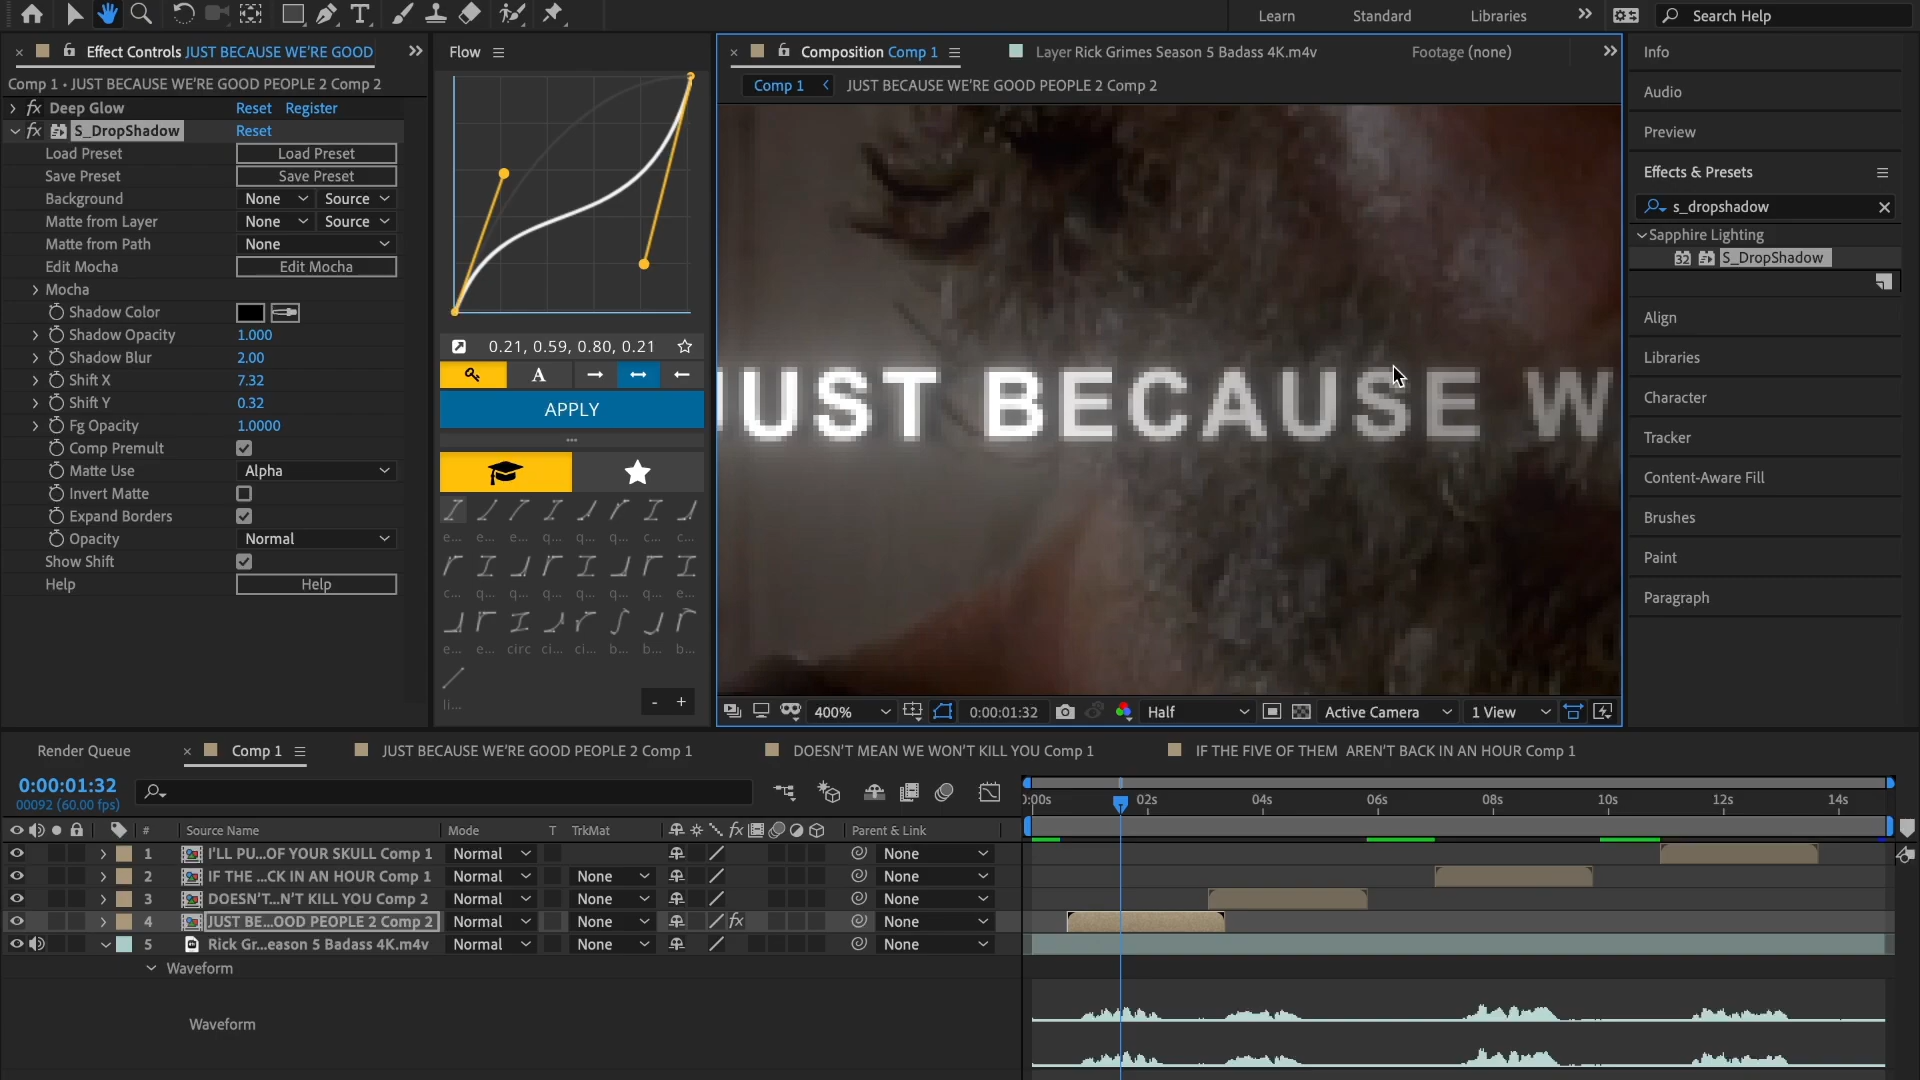 Learn
Standard
Libraries
Search Help
Effect Controls JUST BECAUSE WE'RE GOOD
Comp 1 • JUST BECAUSE WE'RE GOOD PEOPLE 2 Comp 2
fx Deep Glow Reset Register
fx S_DropShadow Reset
Load Preset Load Preset
Save Preset Save Preset
Background None Source
Matte from Layer None Source
Matte from Path None
Edit Mocha Edit Mocha
Mocha
Shadow Color
Shadow Opacity 1.000
Shadow Blur 2.00
Shift X 7.32
Shift Y 0.32
Fg Opacity 1.0000
Comp Premult
Matte Use Alpha
Invert Matte
Expand Borders
Opacity Normal
Show Shift
Help Help
Flow
0.21, 0.59, 0.80, 0.21
A
APPLY
e... e... e... q... q... q... c... c...
c... q... q... q... q... q... q... e...
e... e... circ ci... ci... b... b... b...
li...
- +
Composition Comp 1
Layer Rick Grimes Season 5 Badass 4K.m4v
Footage (none)
Comp 1 JUST BECAUSE WE'RE GOOD PEOPLE 2 Comp 2
JUST BECAUSE W
400% 0:00:01:32 Half Active Camera 1 View
Info
Audio
Preview
Effects & Presets
s_dropshadow
Sapphire Lighting
32 S_DropShadow
Align
Libraries
Character
Tracker
Content-Aware Fill
Brushes
Paint
Paragraph
Render Queue
Comp 1
JUST BECAUSE WE'RE GOOD PEOPLE 2 Comp 1
DOESN'T MEAN WE WON'T KILL YOU Comp 1
IF THE FIVE OF THEM AREN'T BACK IN AN HOUR Comp 1
0:00:01:32
00092 (60.00 fps)
):00s 02s 04s 06s 08s 10s 12s 14s
# Source Name Mode T TrkMat fx Parent & Link
1 I'LL PU...OF YOUR SKULL Comp 1 Normal None
2 IF THE ...CK IN AN HOUR Comp 1 Normal None None
3 DOESN'T...N'T KILL YOU Comp 2 Normal None None
4 JUST BE...OOD PEOPLE 2 Comp 2 Normal None fx None
5 Rick Gr...eason 5 Badass 4K.m4v Normal None None
Waveform
Waveform